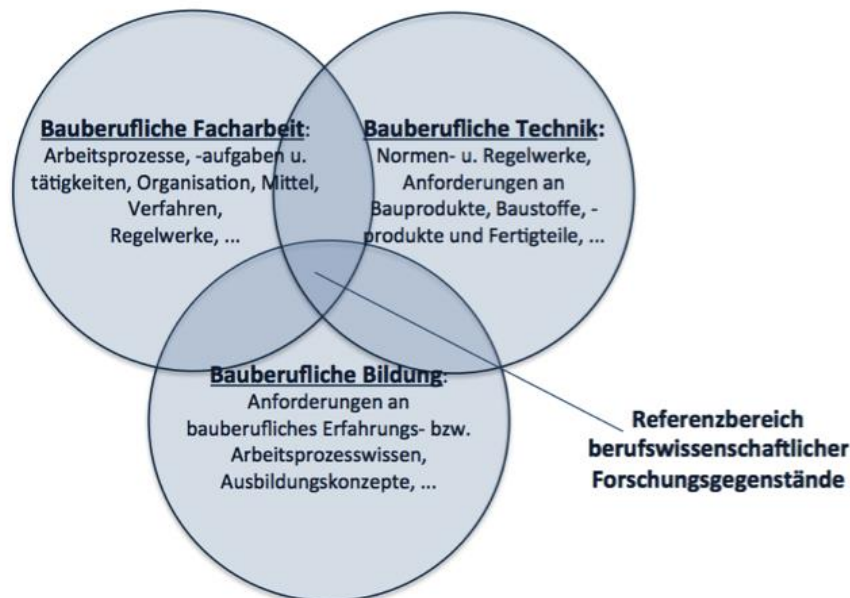 Bauberufliche Facharbeit:
Arbeitsprozesse, -aufgaben u.
tätigkeiten, Organisation, Mittel,
Verfahren,
Regelwerke, ...
Bauberufliche Technik:
Normen- u. Regelwerke,
Anforderungen an
Bauprodukte, Baustoffe, -
produkte und Fertigteile, ...
Bauberufliche Bildung:
Anforderungen an
bauberufliches Erfahrungs- bzw.
Arbeitsprozesswissen,
Ausbildungskonzepte, ...
Referenzbereich
berufswissenschaftlicher
Forschungsgegenstände